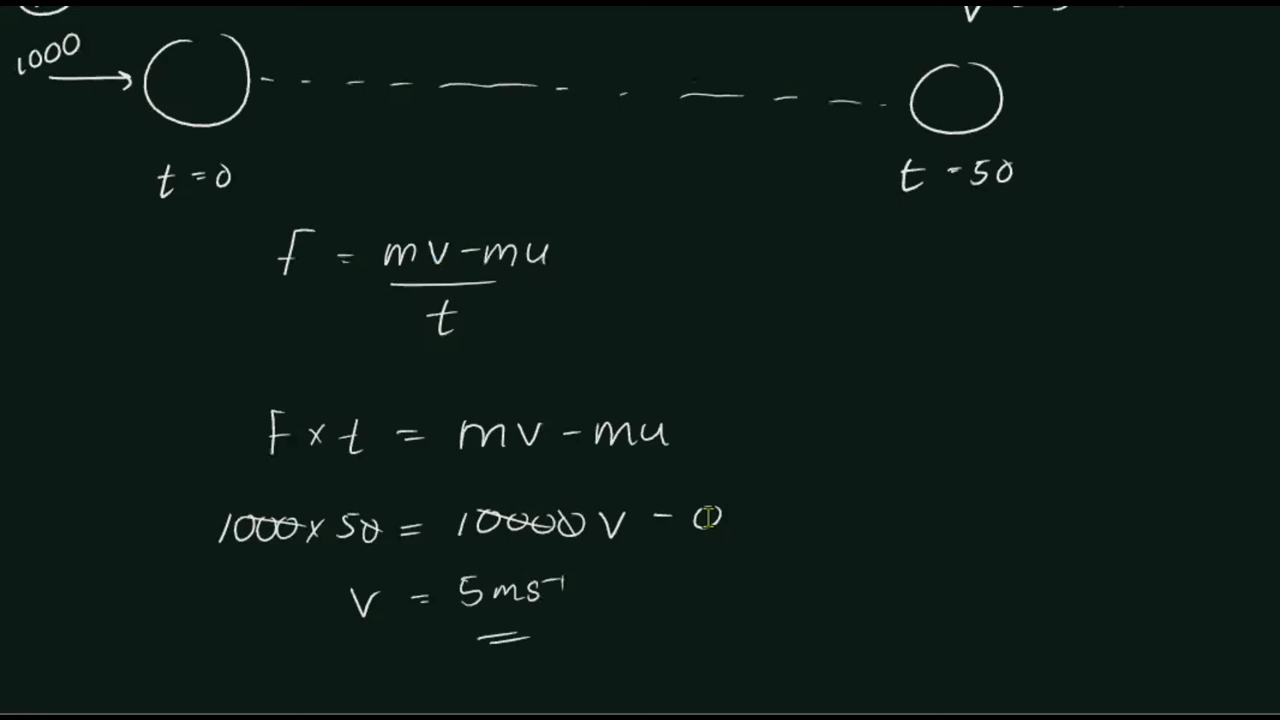 1000
t = 0
t = 50
F = mv - mu
t
F × t = mv - mu
1000 × 50 = 10000 v - 0
v = 5 ms⁻¹